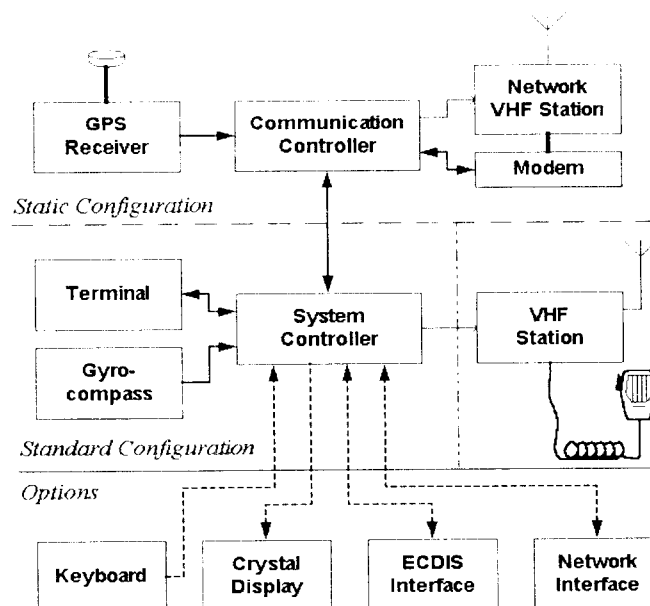 GPS
Receiver
Communication
Controller
Network
VHF Station
Modem
Static Configuration
Terminal
System
Controller
VHF
Station
Gyro-
compass
Standard Configuration
Options
Keyboard
Crystal
Display
ECDIS
Interface
Network
Interface